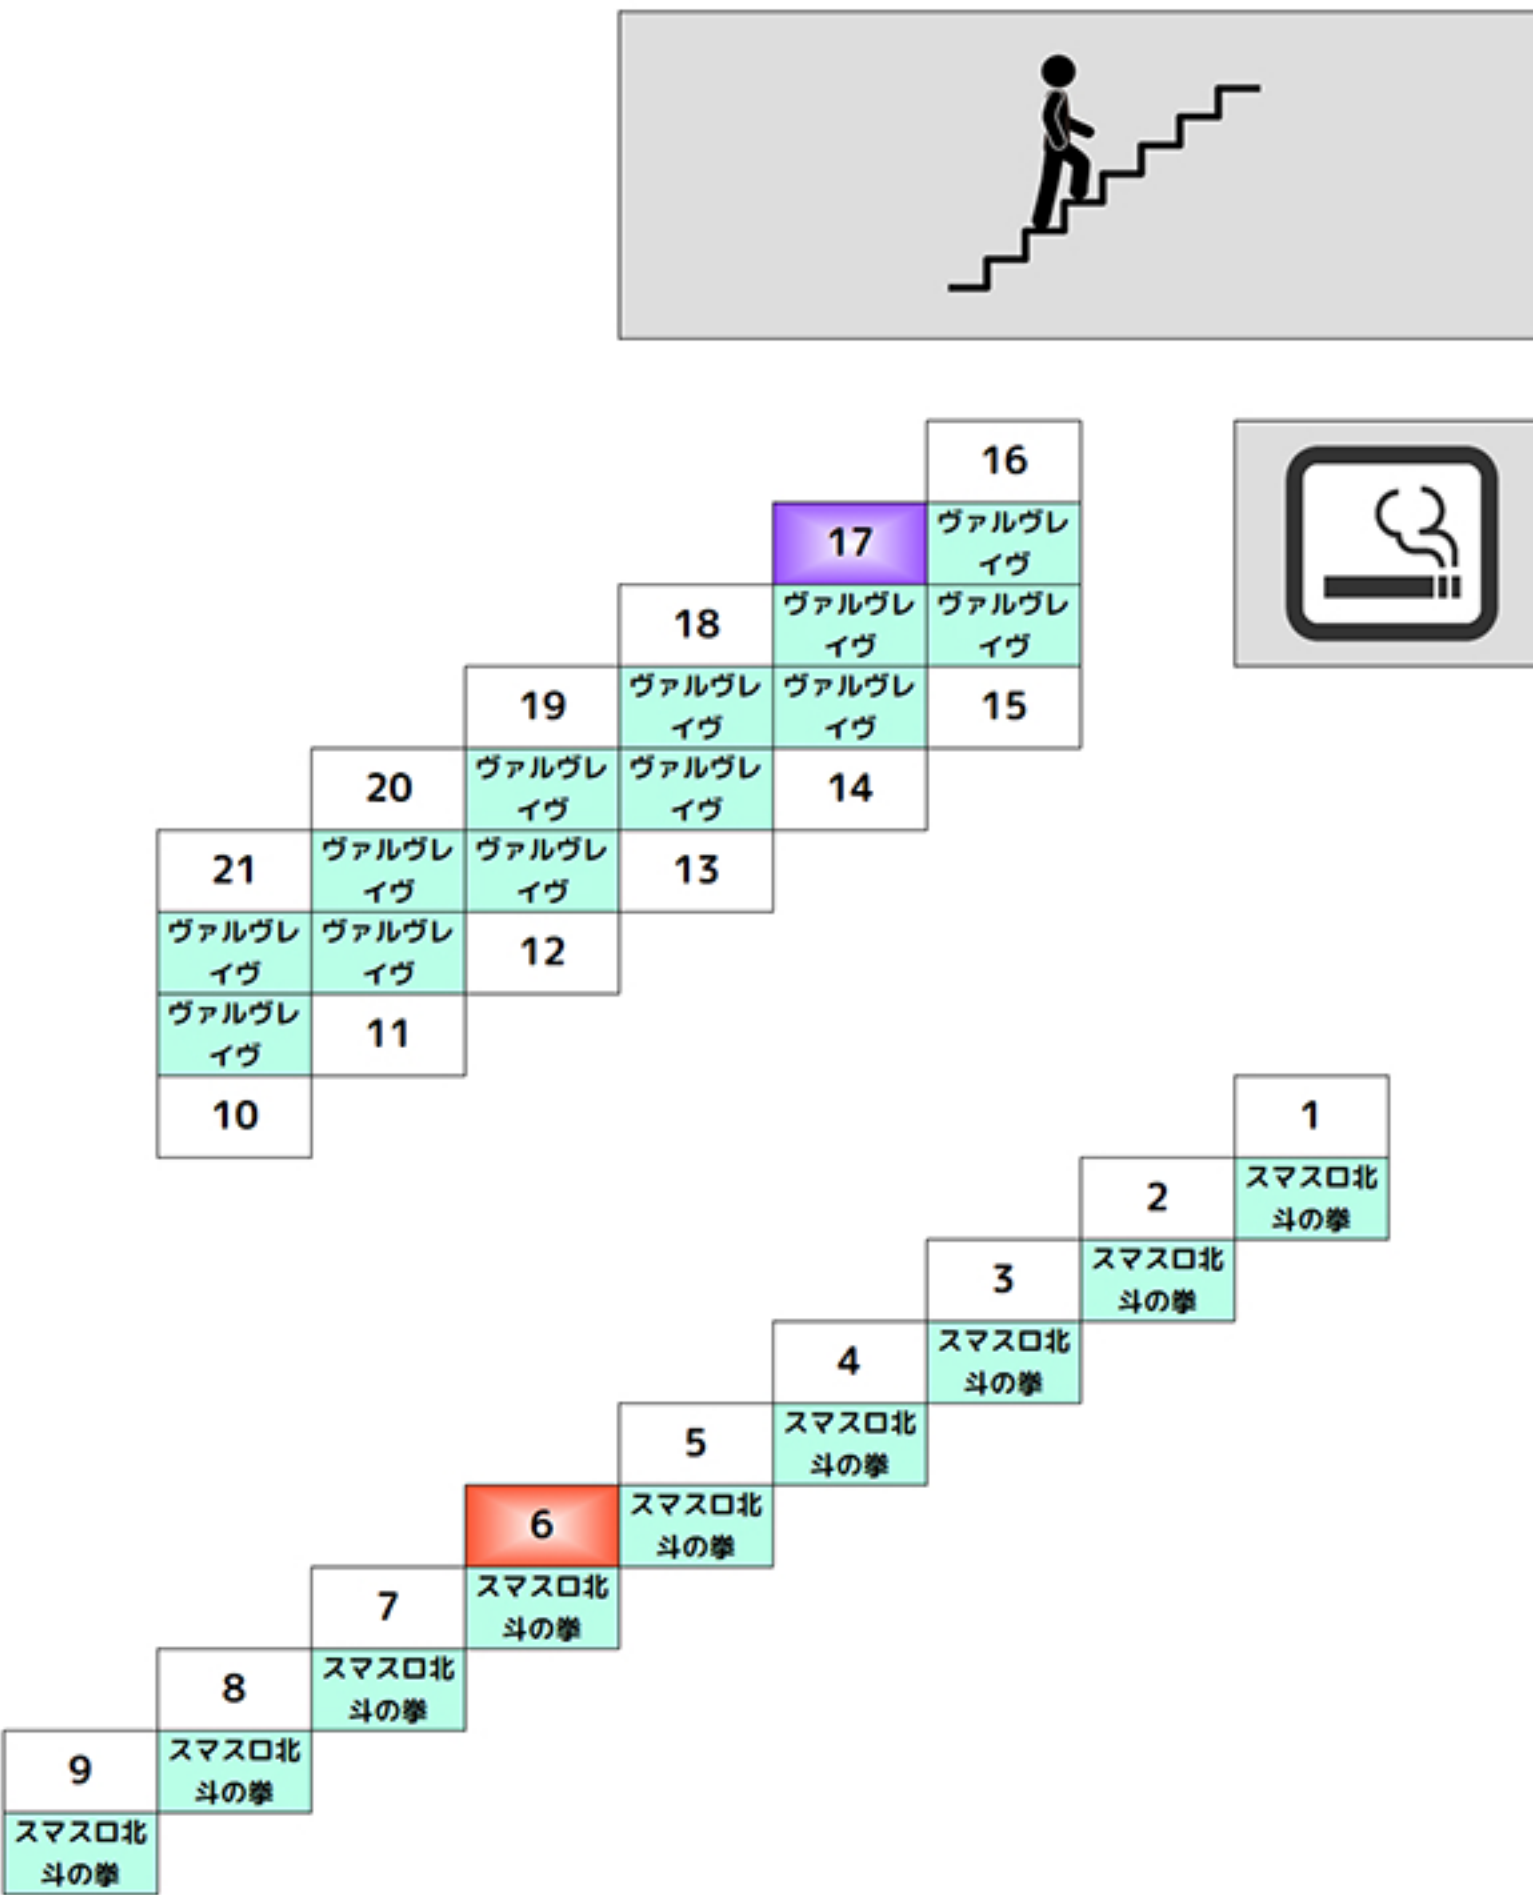 16
17
ヴァルヴレ
イヴ
18
ヴァルヴレ
イヴ
ヴァルヴレ
イヴ
19
ヴァルヴレ
イヴ
ヴァルヴレ
イヴ
15
20
ヴァルヴレ
イヴ
ヴァルヴレ
イヴ
14
21
ヴァルヴレ
イヴ
ヴァルヴレ
イヴ
13
ヴァルヴレ
イヴ
ヴァルヴレ
イヴ
12
ヴァルヴレ
イヴ
11
10
1
2
スマスロ北
斗の拳
3
スマスロ北
斗の拳
4
スマスロ北
斗の拳
5
スマスロ北
斗の拳
6
スマスロ北
斗の拳
7
スマスロ北
斗の拳
8
スマスロ北
斗の拳
9
スマスロ北
斗の拳
スマスロ北
斗の拳